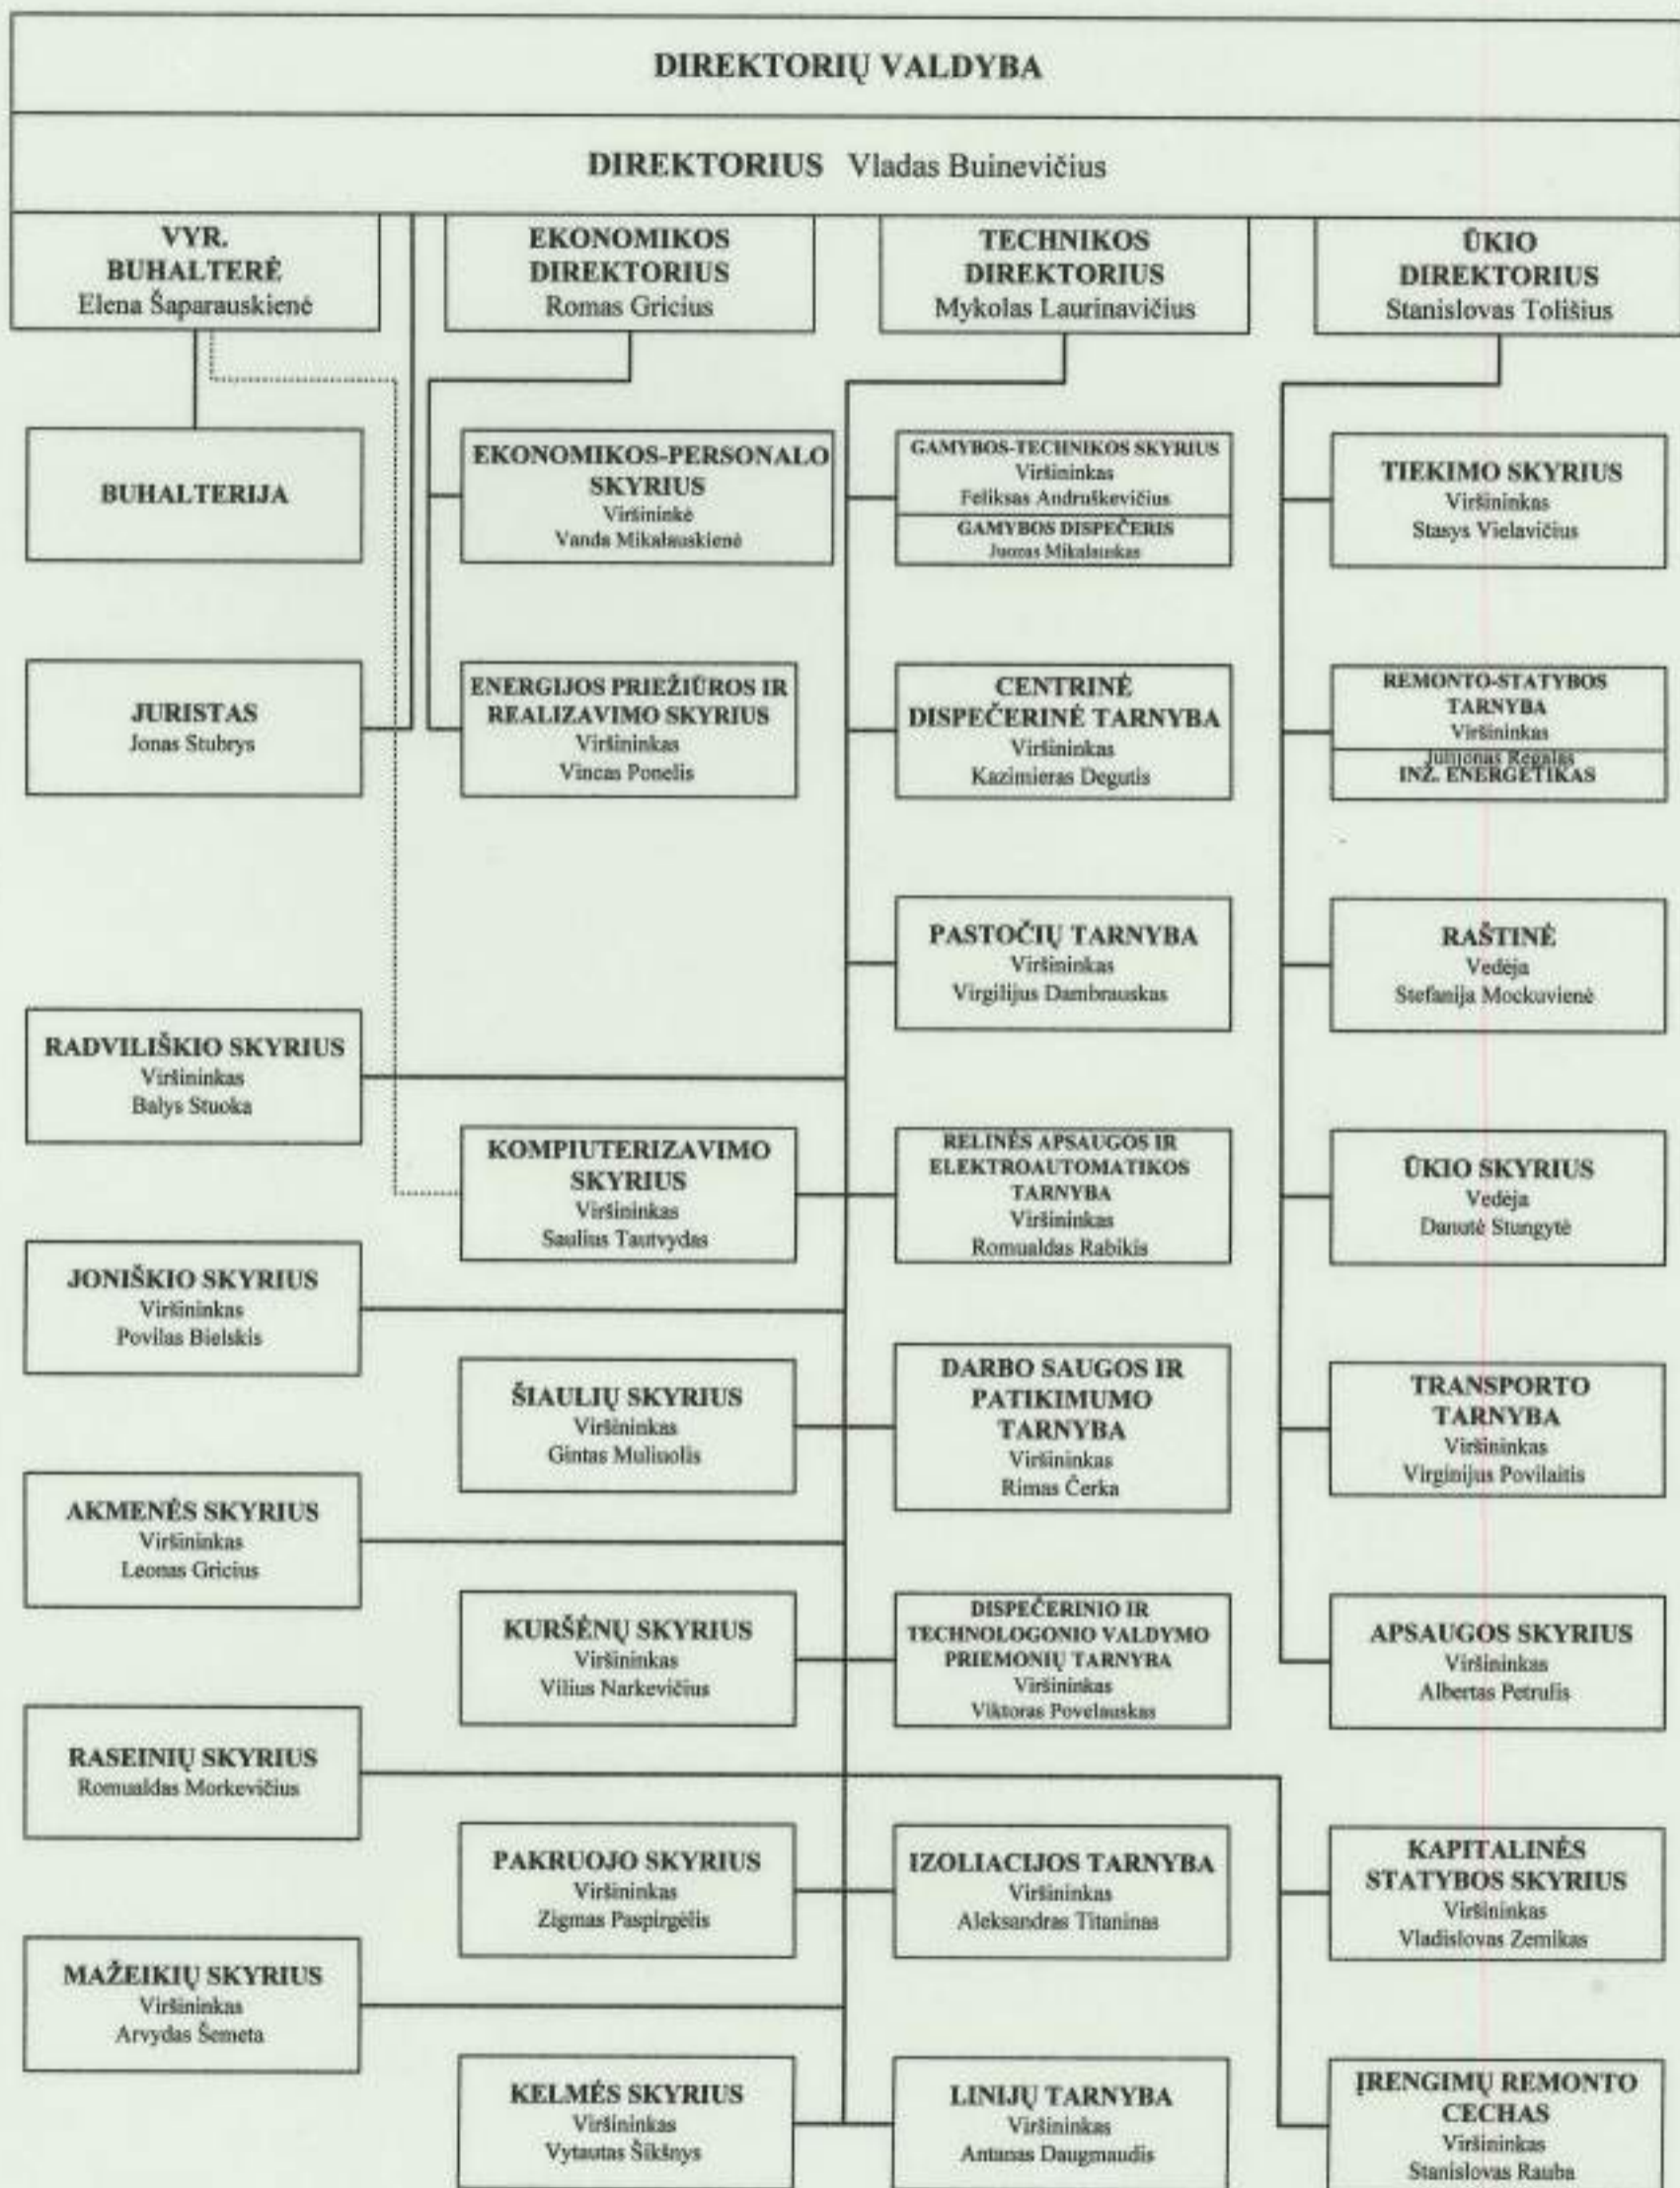 DIREKTORIŲ VALDYBA
DIREKTORIUS Vladas Buinevičius
VYR.
BUHALTERĖ
Elena Šaparauskienė
EKONOMIKOS
DIREKTORIUS
Romas Gricius
TECHNIKOS
DIREKTORIUS
Mykolas Laurinavičius
ŪKIO
DIREKTORIUS
Stanislovas Tolišius
BUHALTERIJA
EKONOMIKOS-PERSONALO
SKYRIUS
Viršininkė
Vanda Mikalauskienė
GAMYBOS-TECHNIKOS SKYRIUS
Viršininkas
Feliksas Andruškevičius
GAMYBOS DISPEČERIS
Juozas Mikalauskas
TIEKIMO SKYRIUS
Viršininkas
Stasys Vielavičius
JURISTAS
Jonas Stubrys
ENERGIJOS PRIEŽIŪROS IR
REALIZAVIMO SKYRIUS
Viršininkas
Vincas Ponelis
CENTRINĖ
DISPEČERINĖ TARNYBA
Viršininkas
Kazimieras Degutis
REMONTO-STATYBOS
TARNYBA
Viršininkas
Regalas
INŽ. ENERGETIKAS
PASTOČIŲ TARNYBA
Viršininkas
Virgilijus Dambrauskas
RAŠTINĖ
Vedėja
Stefanija Mockuvienė
RADVILIŠKIO SKYRIUS
Viršininkas
Balys Stuoka
KOMPIUTERIZAVIMO
SKYRIUS
Viršininkas
Saulius Tautvydas
RELINĖS APSAUGOS IR
ELEKTROAUTOMATIKOS
TARNYBA
Viršininkas
Romualdas Rabikis
ŪKIO SKYRIUS
Vedėja
Danutė Stungytė
JONIŠKIO SKYRIUS
Viršininkas
Povilas Bielskis
ŠIAULIŲ SKYRIUS
Viršininkas
Gintas Muliuolis
DARBO SAUGOS IR
PATIKIMUMO
TARNYBA
Viršininkas
Rimas Čerka
TRANSPORTO
TARNYBA
Viršininkas
Virginijus Povilaitis
AKMENĖS SKYRIUS
Viršininkas
Leonas Gricius
KURŠĖNŲ SKYRIUS
Viršininkas
Vilius Narkevičius
DISPEČERINIO IR
TECHNOLOGONIO VALDYMO
PRIEMONIŲ TARNYBA
Viršininkas
Viktoras Povelauskas
APSAUGOS SKYRIUS
Viršininkas
Albertas Petrulis
RASEINIŲ SKYRIUS
Romualdas Morkevičius
PAKRUOJO SKYRIUS
Viršininkas
Zigmas Paspirgėlis
IZOLIACIJOS TARNYBA
Viršininkas
Aleksandras Titaninas
KAPITALINĖS
STATYBOS SKYRIUS
Viršininkas
Vladislovas Zemikas
MAŽEIKIŲ SKYRIUS
Viršininkas
Arvydas Šemeta
KELMĖS SKYRIUS
Viršininkas
Vytautas Šikšnys
LINIJŲ TARNYBA
Viršininkas
Antanas Daugmaudis
ĮRENGIMŲ REMONTO
CECHAS
Viršininkas
Stanislovas Rauba